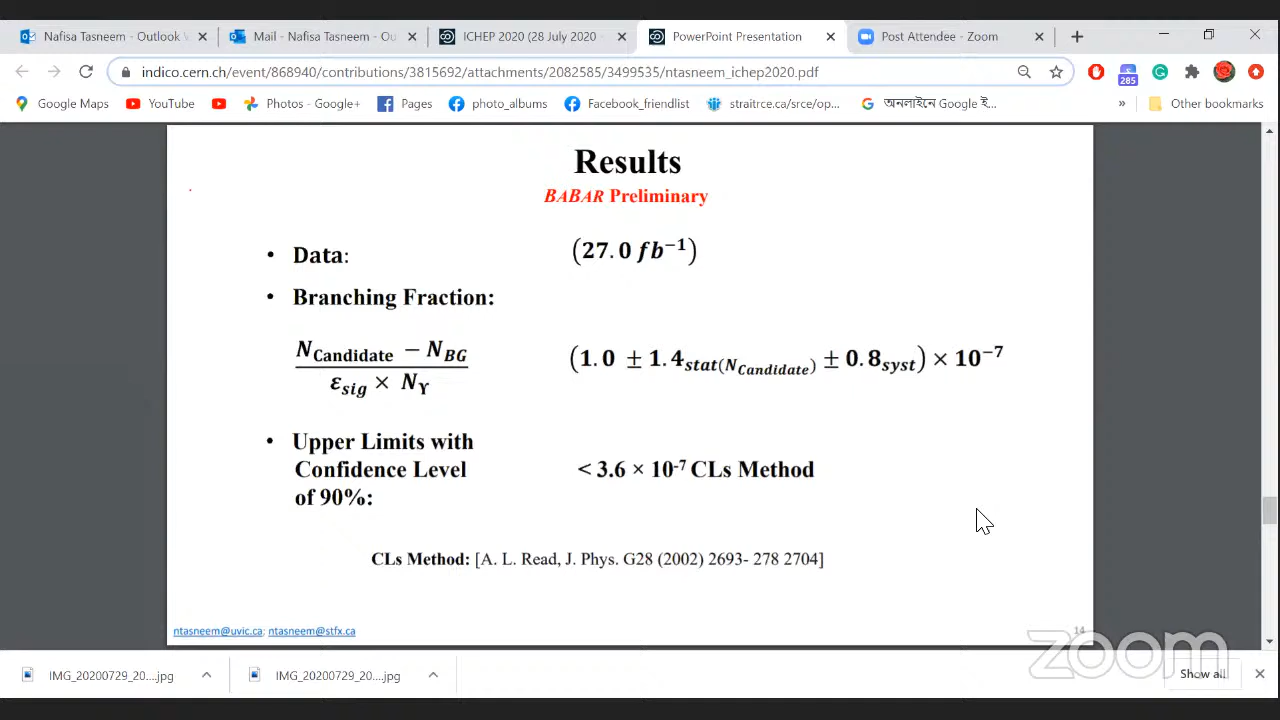 Nafisa Tasneem - Outlook
Mail - Nafisa Tasneem - Ou
ICHEP 2020 (28 July 2020
PowerPoint Presentation
Post Attendee - Zoom
indico.cern.ch/event/868940/contribution/3815692/attachments/2082585/3499535/ntasneem_ichep2020.pdf
285
Google Maps
YouTube
Photos - Google+
Pages
photo_albums
Facebook_friendlist
straitrce.ca/srce/op...
অনলাইনে Google ই...
»
Other bookmarks
Results
BABAR Preliminary
• Data: (27.0 fb⁻¹)
• Branching Fraction:
N_Candidate − N_BG
ε_sig × N_Υ
(1.0 ± 1.4_stat(N_Candidate) ± 0.8_syst) × 10⁻⁷
• Upper Limits with
Confidence Level
of 90%:
< 3.6 × 10⁻⁷ CLs Method
CLs Method: [A. L. Read, J. Phys. G28 (2002) 2693- 278 2704]
ntasneem@uvic.ca; ntasneem@stfx.ca
14
zoom
IMG_20200729_20....jpg
IMG_20200729_20....jpg
Show all